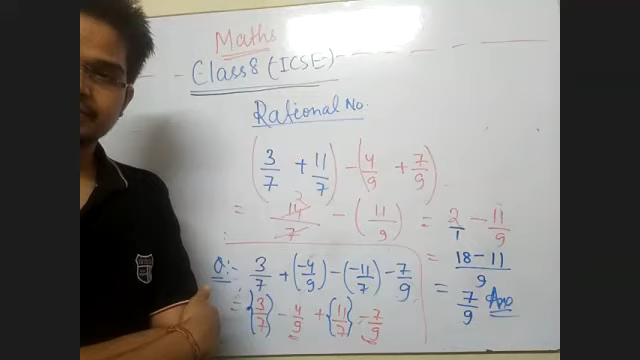 Maths
Class 8 (ICSE)
Rational No.
(3/7 + 11/7) - (4/9 + 7/9)
= 14/7 2 - (11/9) = 2/1 - 11/9
= 18-11/9
= 7/9 Ans
Q:- 3/7 + (-4/9) - (-11/7) - 7/9
= {3/7} - 4/9 + {11/7} - 7/9